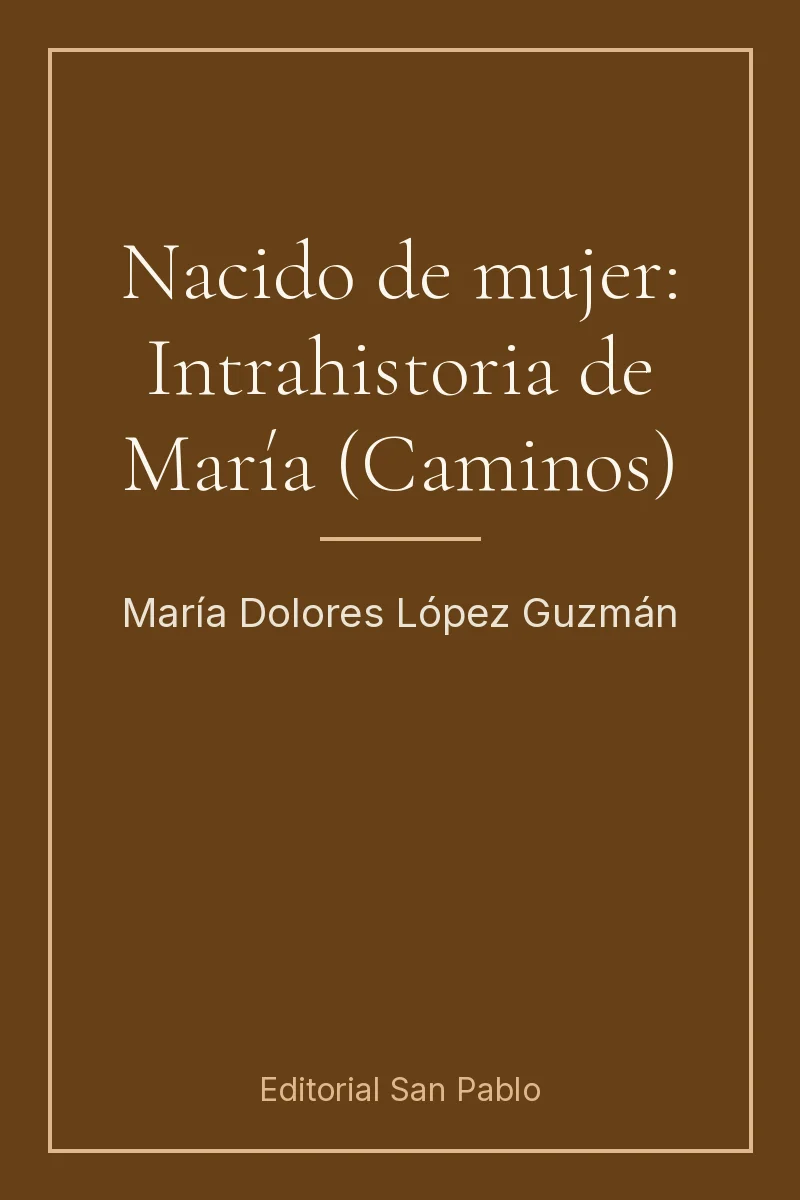 Nacido de mujer:
Intrahistoria de
María (Caminos)
María Dolores López Guzmán
Editorial San Pablo